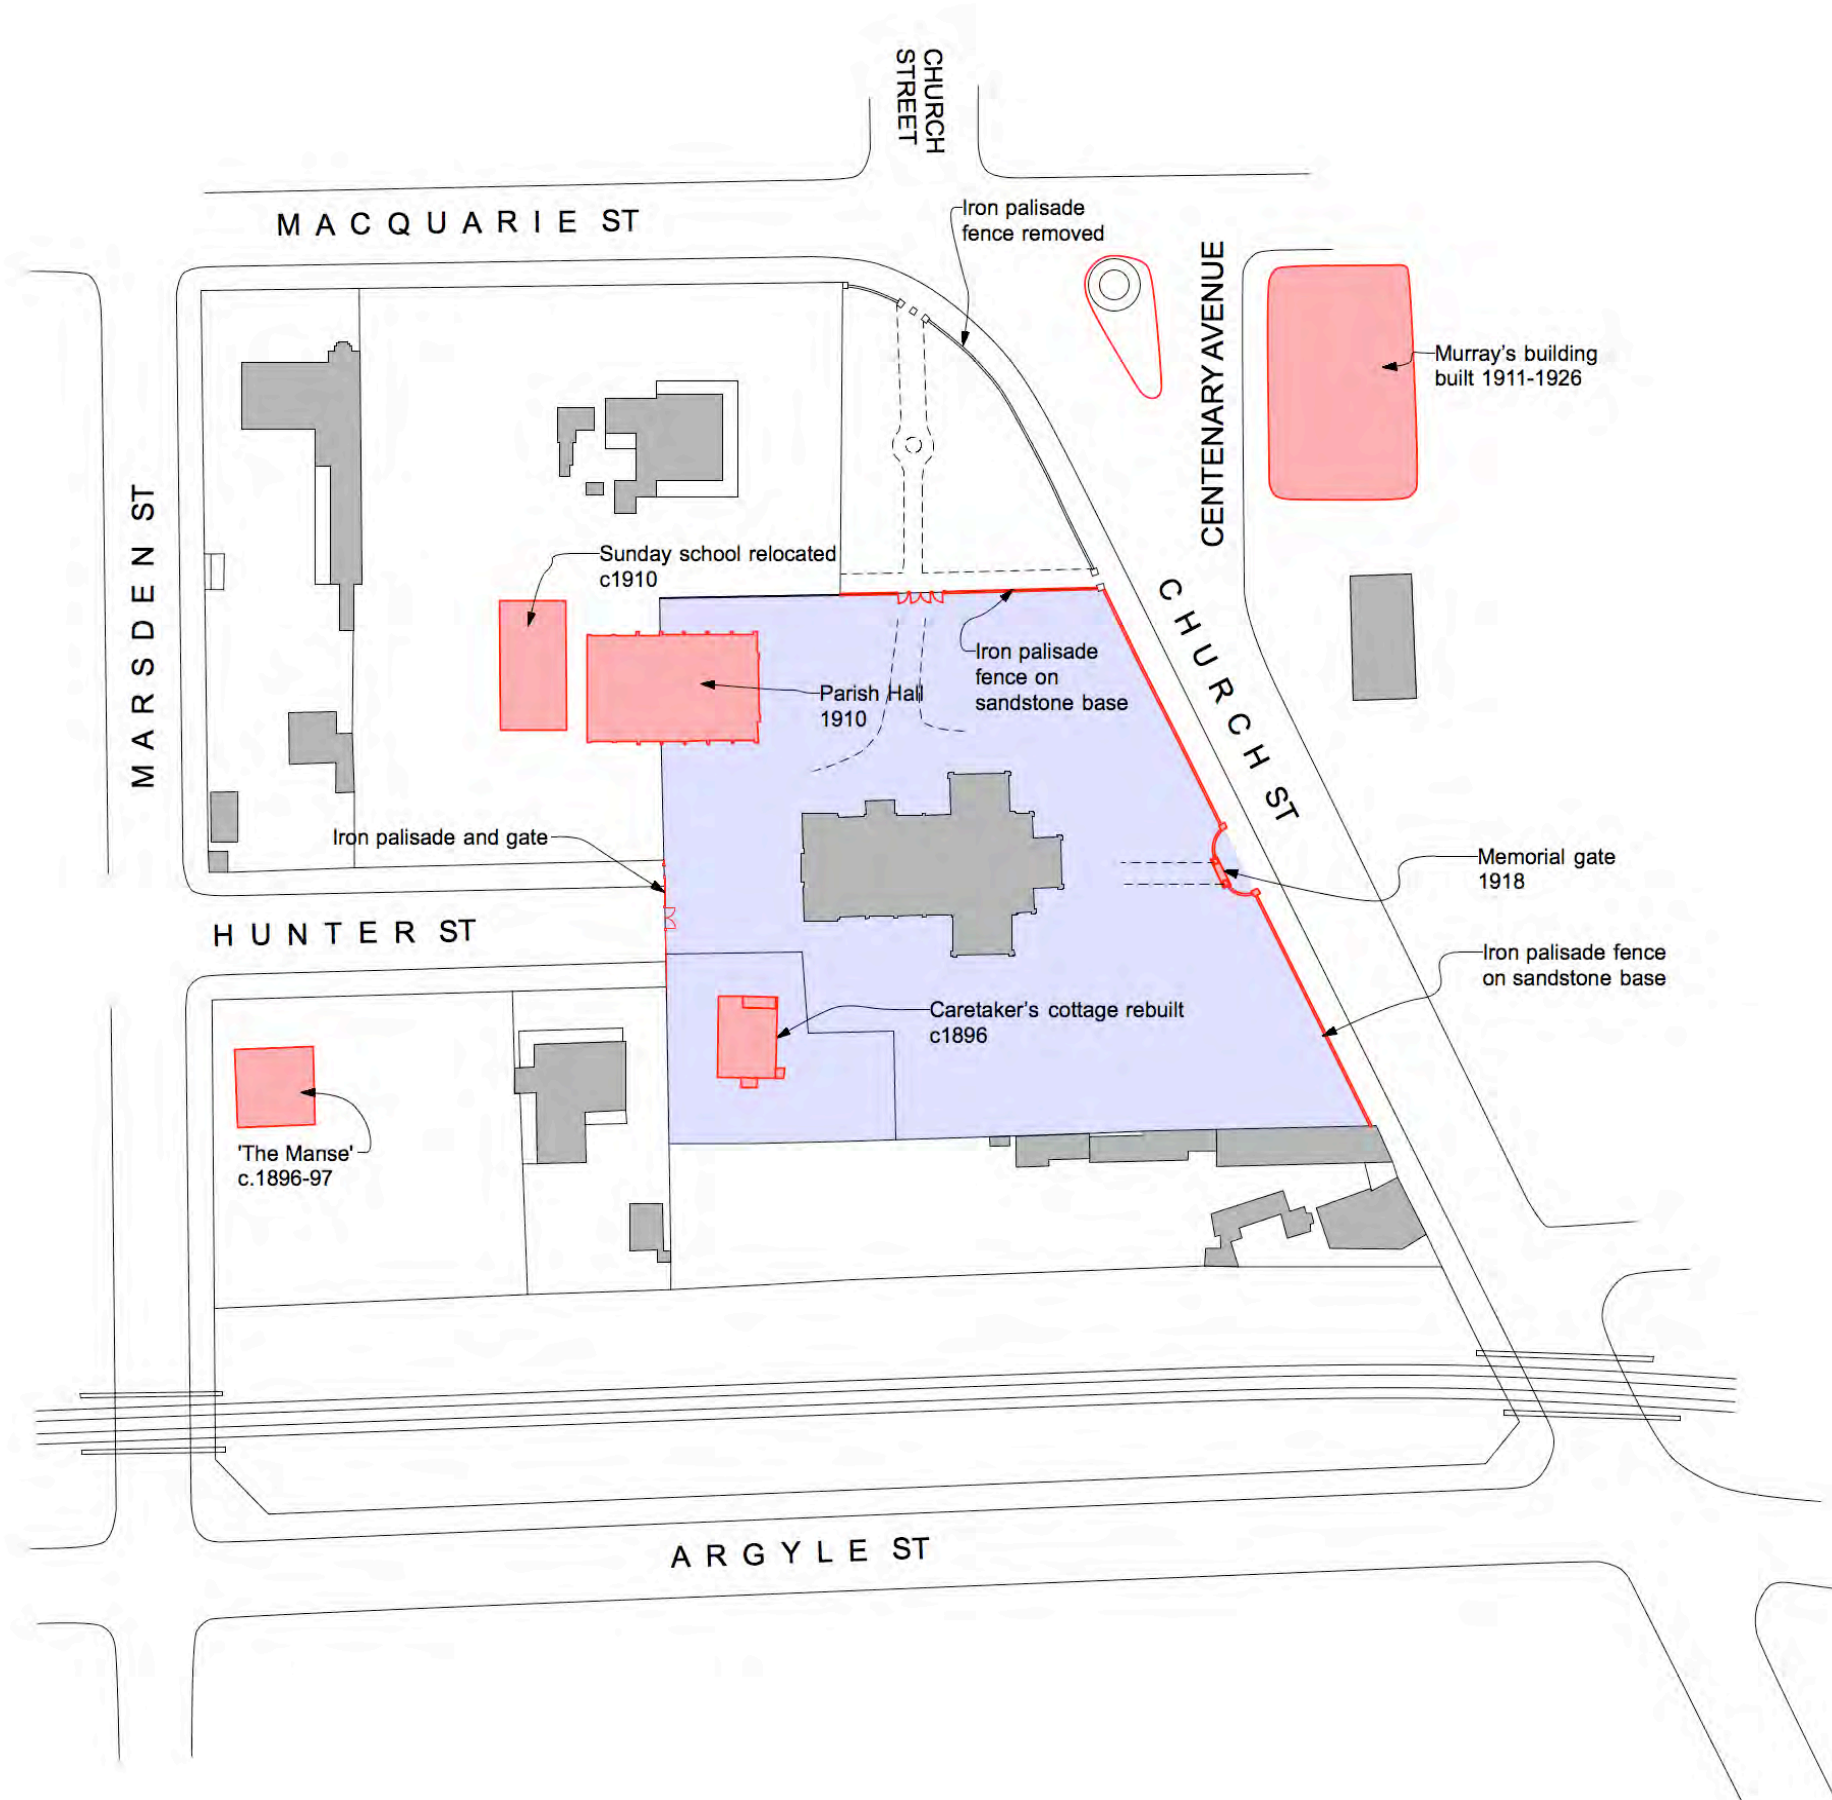 CHURCH
STREET
MACQUARIE ST
Iron palisade
fence removed
CENTENARY AVENUE
Murray's building
built 1911-1926
MARSDEN ST
Sunday school relocated
c1910
CHURCH ST
Iron palisade
fence on
sandstone base
Parish Hall
1910
Iron palisade and gate
Memorial gate
1918
HUNTER ST
Iron palisade fence
on sandstone base
Caretaker's cottage rebuilt
c1896
'The Manse'
c.1896-97
ARGYLE ST